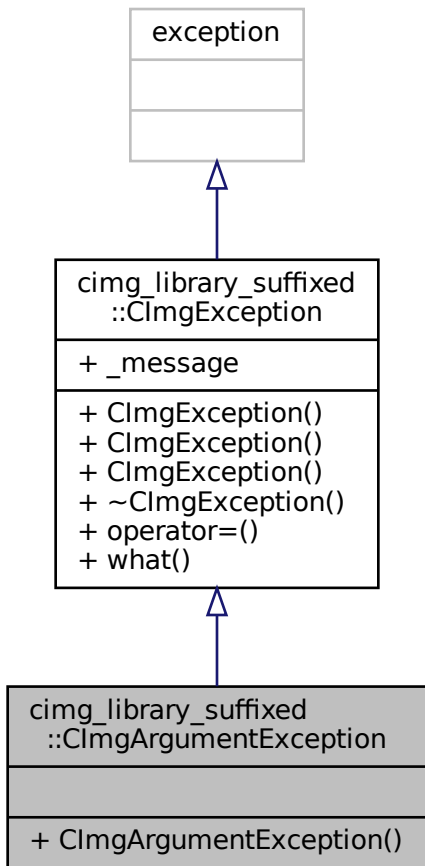 exception
cimg_library_suffixed
::CImgException
+ _message
+ CImgException()
+ CImgException()
+ CImgException()
+ ~CImgException()
+ operator=()
+ what()
cimg_library_suffixed
::CImgArgumentException
+ CImgArgumentException()